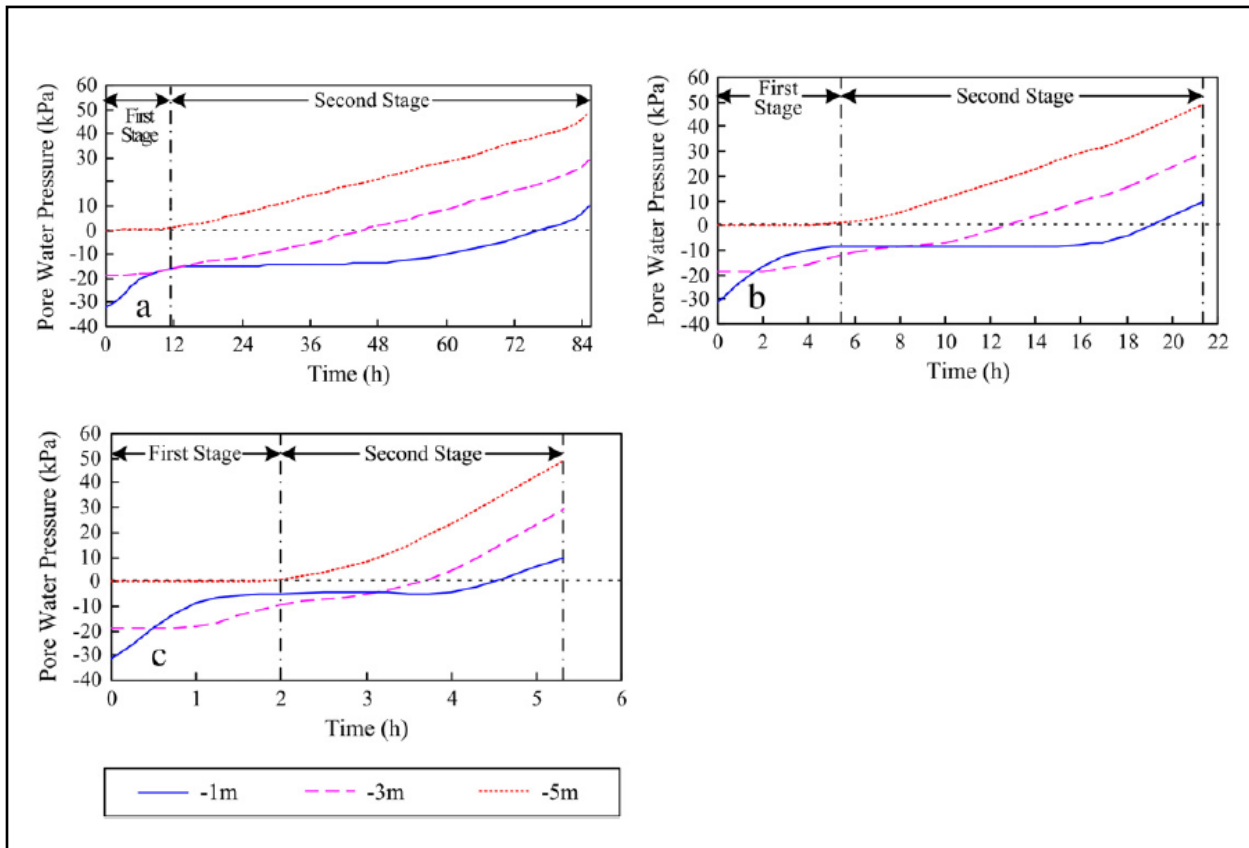 Pore Water Pressure (kPa)
60
50
40
30
10
0
-10
-20
-30
-40
First
Stage
Second Stage
a
0 12 24 36 48 60 72 84
Time (h)
Pore Water Pressure (kPa)
60
50
40
30
10
0
-10
-20
-30
-40
First
Stage
Second Stage
b
0 2 4 6 8 10 12 14 16 18 20 22
Time (h)
Pore Water Pressure (kPa)
60
50
40
30
20
10
0
-10
-20
-30
-40
First Stage
Second Stage
c
0 1 2 3 4 5 6
Time (h)
-1m -3m -5m